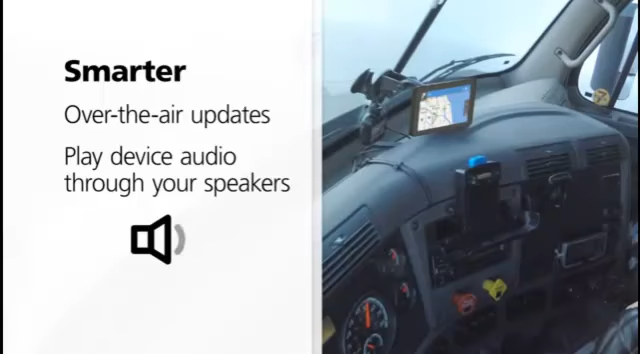 Smarter
Over-the-air updates
Play device audio
through your speakers